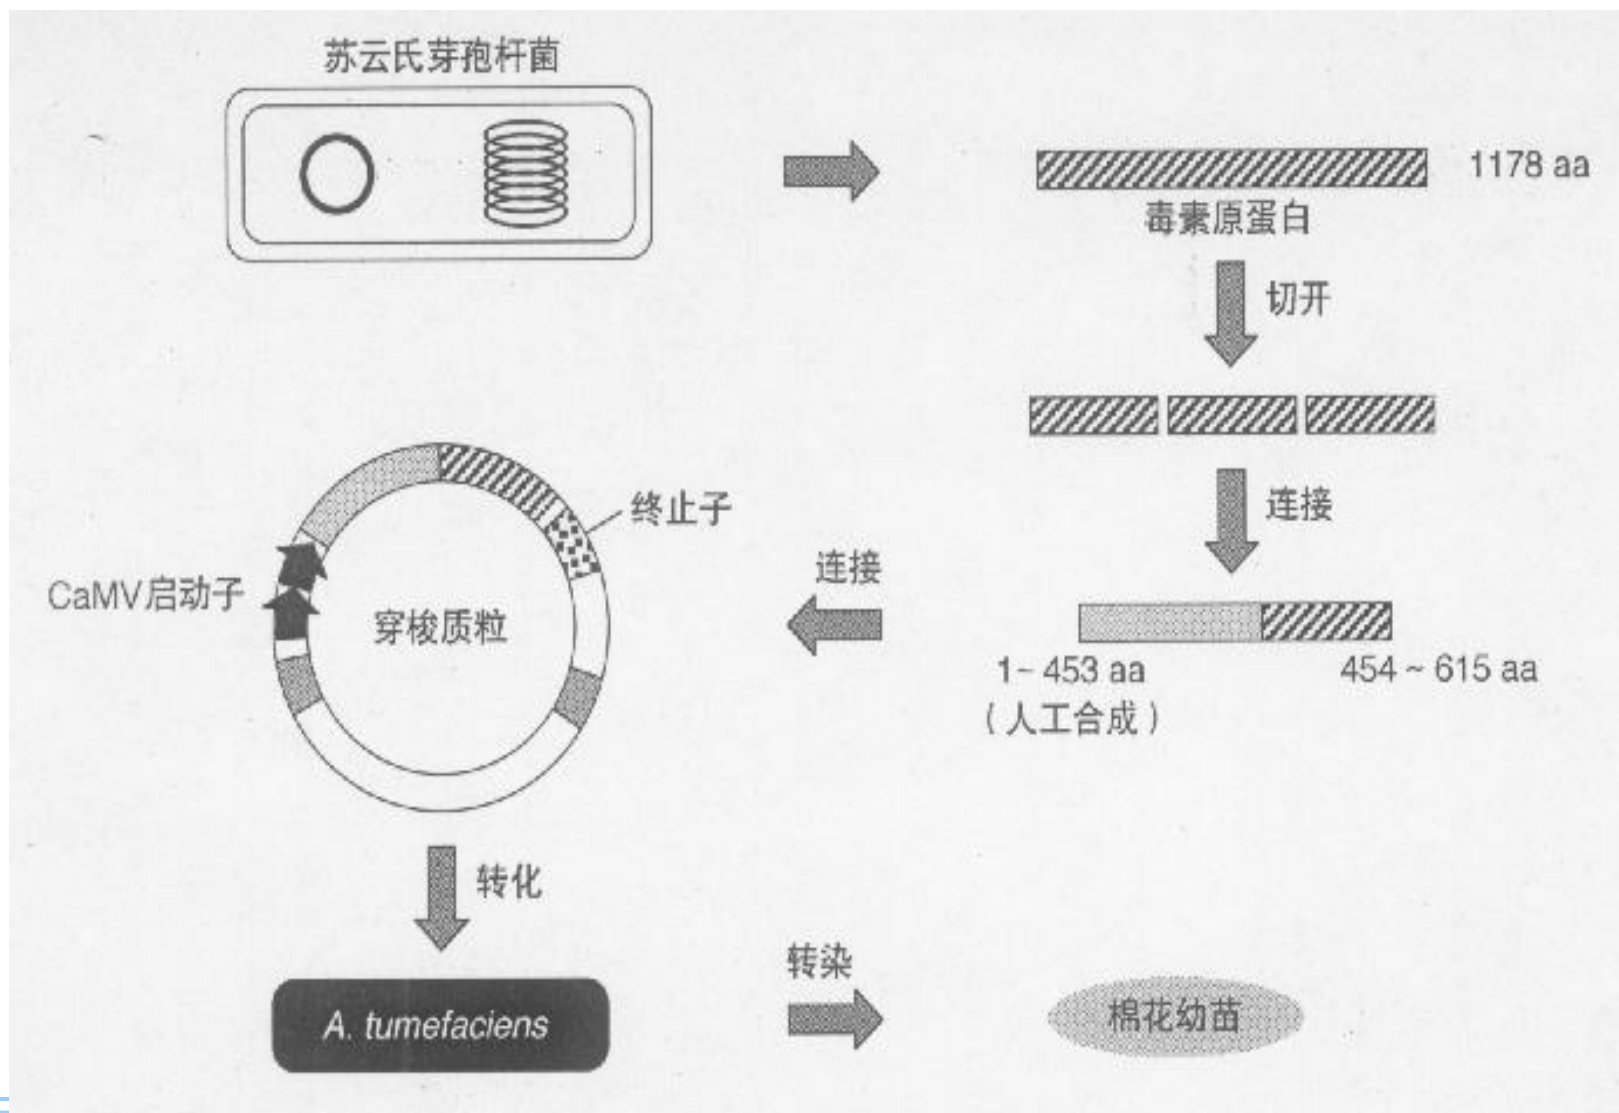 苏云氏芽孢杆菌
1178 aa
毒素原蛋白
切开
连接
终止子
连接
CaMV启动子
穿梭质粒
1~453 aa
(人工合成)
454~615 aa
转化
转染
A. tumefaciens
棉花幼苗